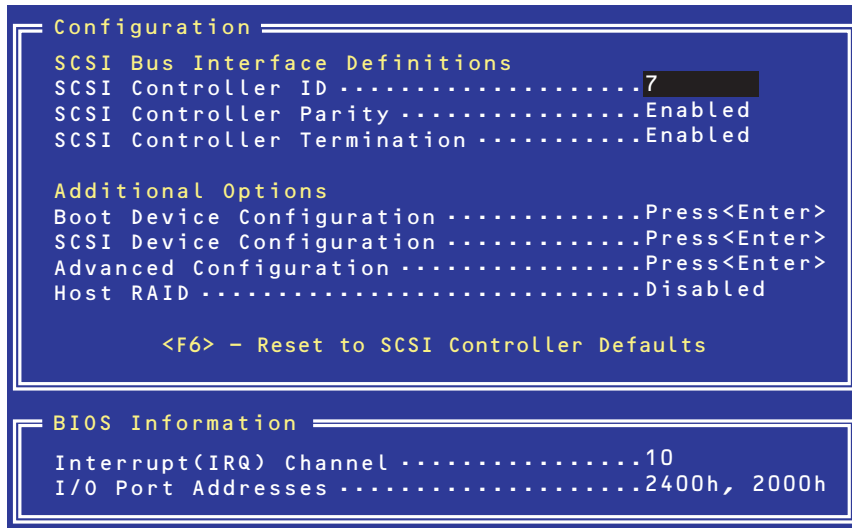 Configuration
SCSI Bus Interface Definitions
SCSI Controller ID ····················7
SCSI Controller Parity ················Enabled
SCSI Controller Termination ···········Enabled
Additional Options
Boot Device Configuration ·············Press<Enter>
SCSI Device Configuration ·············Press<Enter>
Advanced Configuration ················Press<Enter>
Host RAID ·····························Disabled
<F6> – Reset to SCSI Controller Defaults
BIOS Information
Interrupt(IRQ) Channel ················10
I/O Port Addresses ····················2400h, 2000h